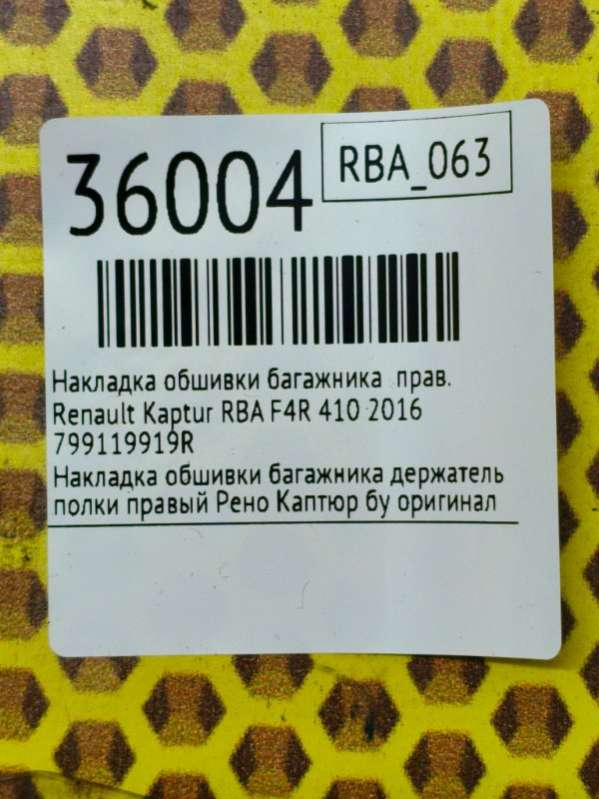 36004
RBA_063
Накладка обшивки багажника прав.
Renault Kaptur RBA F4R 410 2016
799119919R
Накладка обшивки багажника держатель
полки правый Рено Каптюр бу оригинал